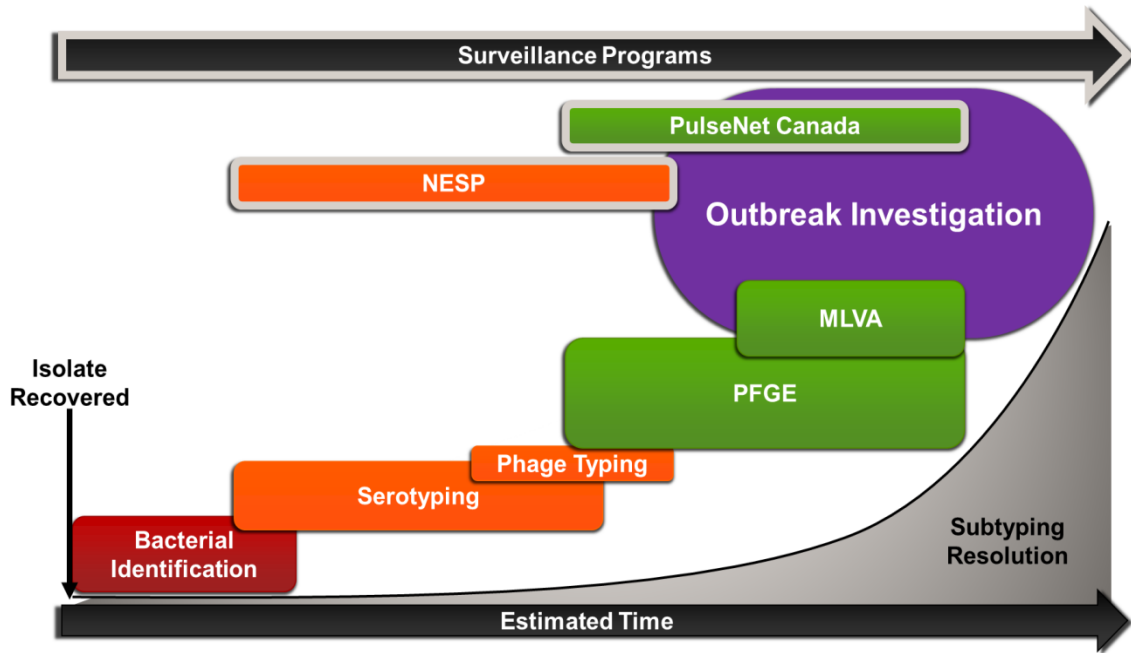 Surveillance Programs
PulseNet Canada
NESP
Outbreak Investigation
MLVA
Isolate
Recovered
PFGE
Phage Typing
Serotyping
Bacterial
Identification
Subtyping
Resolution
Estimated Time